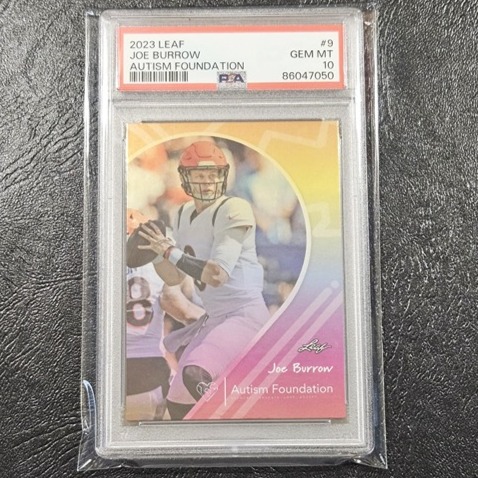 2023 LEAF #9
JOE BURROW GEM MT
AUTISM FOUNDATION 10
PSA 86047050
Leaf
Joe Burrow
Autism Foundation